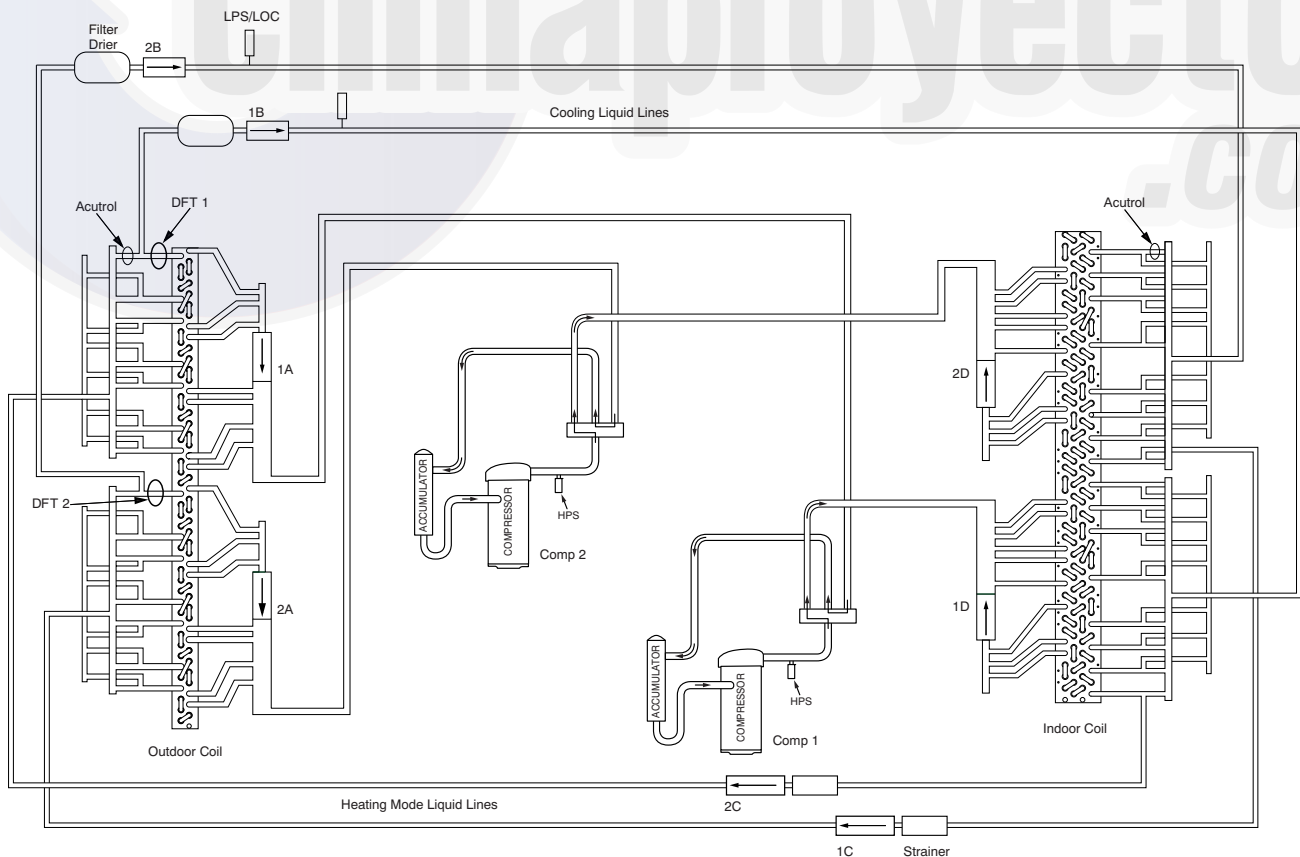 chinaproyectos
.co
LPS/LOC
Filter
Drier
2B
1B
Cooling Liquid Lines
Acutrol
DFT 1
Acutrol
1A
2D
ACCUMULATOR
COMPRESSOR
HPS
Comp 2
DFT 2
2A
1D
ACCUMULATOR
COMPRESSOR
HPS
Comp 1
Outdoor Coil
Indoor Coil
Heating Mode Liquid Lines
2C
1C
Strainer